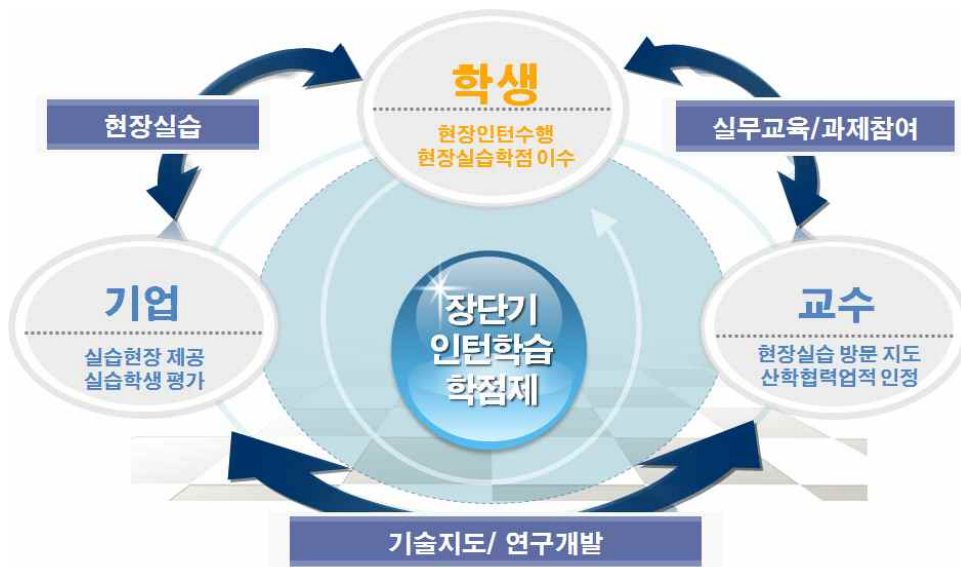 학생
현장인턴수행
현장실습학점 이수
현장실습
실무교육/과제참여
기업
실습현장 제공
실습학생 평가
장단기
인턴학습
학점제
교수
현장실습 방문 지도
산학협력업적 인정
기술지도/ 연구개발